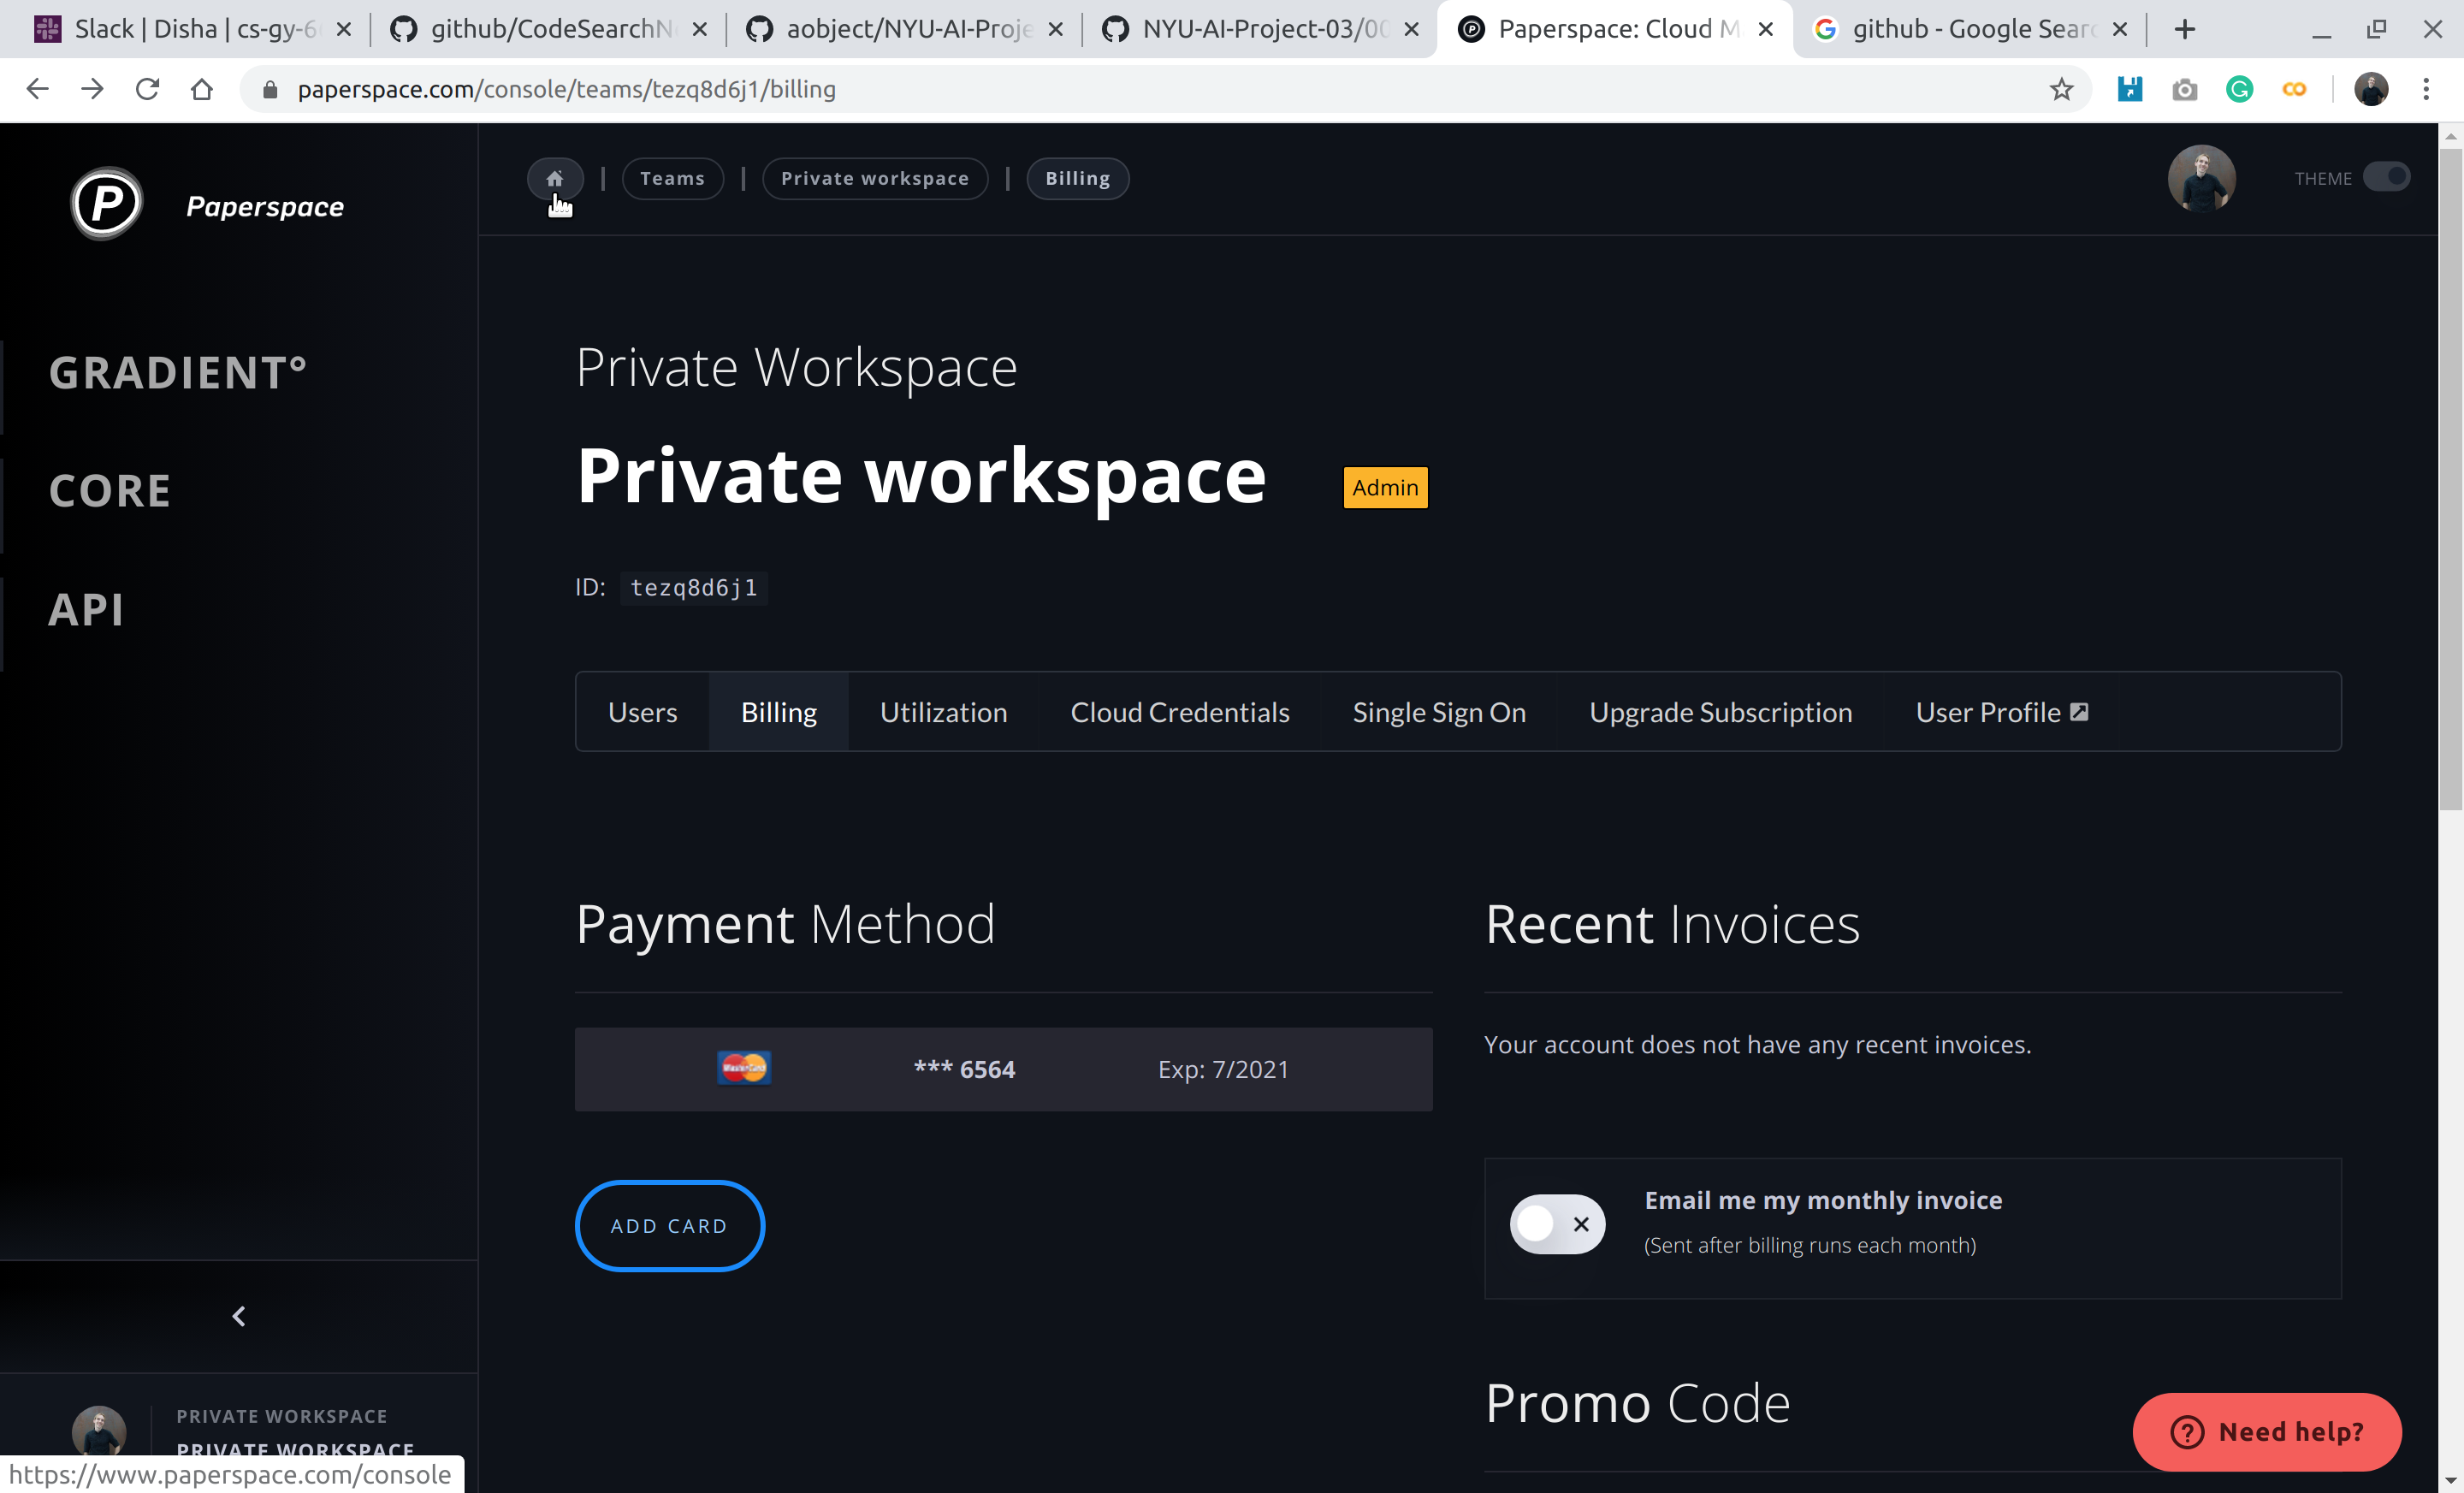 Slack | Disha | cs-gy-6
github/CodeSearchN
aobject/NYU-AI-Proje
NYU-AI-Project-03/00
Paperspace: Cloud M
github - Google Sear
paperspace.com/console/teams/tezq8d6j1/billing
Paperspace
Teams | Private workspace | Billing
THEME
GRADIENT°
CORE
API
Private Workspace
Private workspace
Admin
ID: tezq8d6j1
Users
Billing
Utilization
Cloud Credentials
Single Sign On
Upgrade Subscription
User Profile
Payment Method
*** 6564
Exp: 7/2021
ADD CARD
Recent Invoices
Your account does not have any recent invoices.
Email me my monthly invoice
(Sent after billing runs each month)
Promo Code
Need help?
PRIVATE WORKSPACE
PRIVATE WORKSPACE
https://www.paperspace.com/console